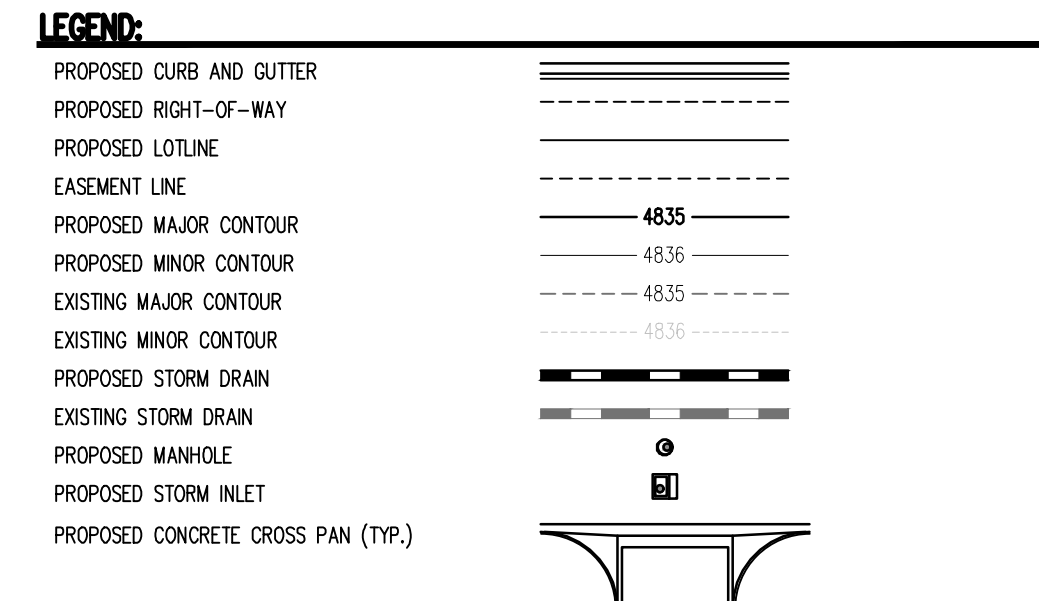 LEGEND:
PROPOSED CURB AND GUTTER
PROPOSED RIGHT-OF-WAY
PROPOSED LOTLINE
EASEMENT LINE
PROPOSED MAJOR CONTOUR 4835
PROPOSED MINOR CONTOUR 4836
EXISTING MAJOR CONTOUR 4835
EXISTING MINOR CONTOUR 4836
PROPOSED STORM DRAIN
EXISTING STORM DRAIN
PROPOSED MANHOLE
PROPOSED STORM INLET
PROPOSED CONCRETE CROSS PAN (TYP.)